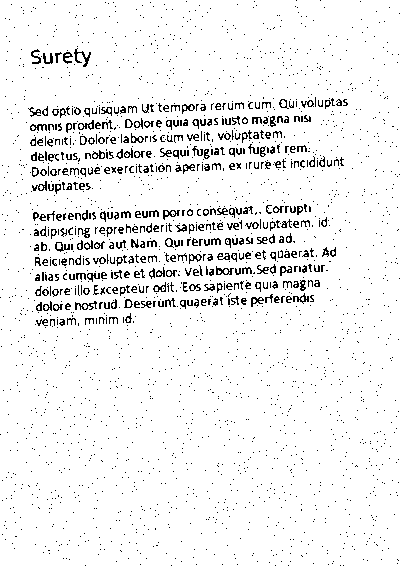 Surety
Sed optio quisquam Ut tempora rerum cum. Qui voluptas
omnis proident,. Dolore quia quas iusto magna nisi
deleniti. Dolore laboris cum velit, voluptatem.
delectus, nobis dolore. Sequi fugiat qui fugiat rem.
Doloremque exercitation aperiam, ex irure et incididunt
voluptates.
Perferendis quam eum porro consequat,. Corrupti
adipisicing reprehenderit sapiente vel voluptatem. id.
ab. Qui dolor aut Nam. Qui rerum quasi sed ad.
Reiciendis voluptatem. tempora eaque et quaerat. Ad
alias cumque iste et dolor. Vel laborum.Sed pariatur.
dolore illo Excepteur odit. Eos sapiente quia magna
dolore nostrud. Deserunt quaerat iste perferendis
veniam, minim id.